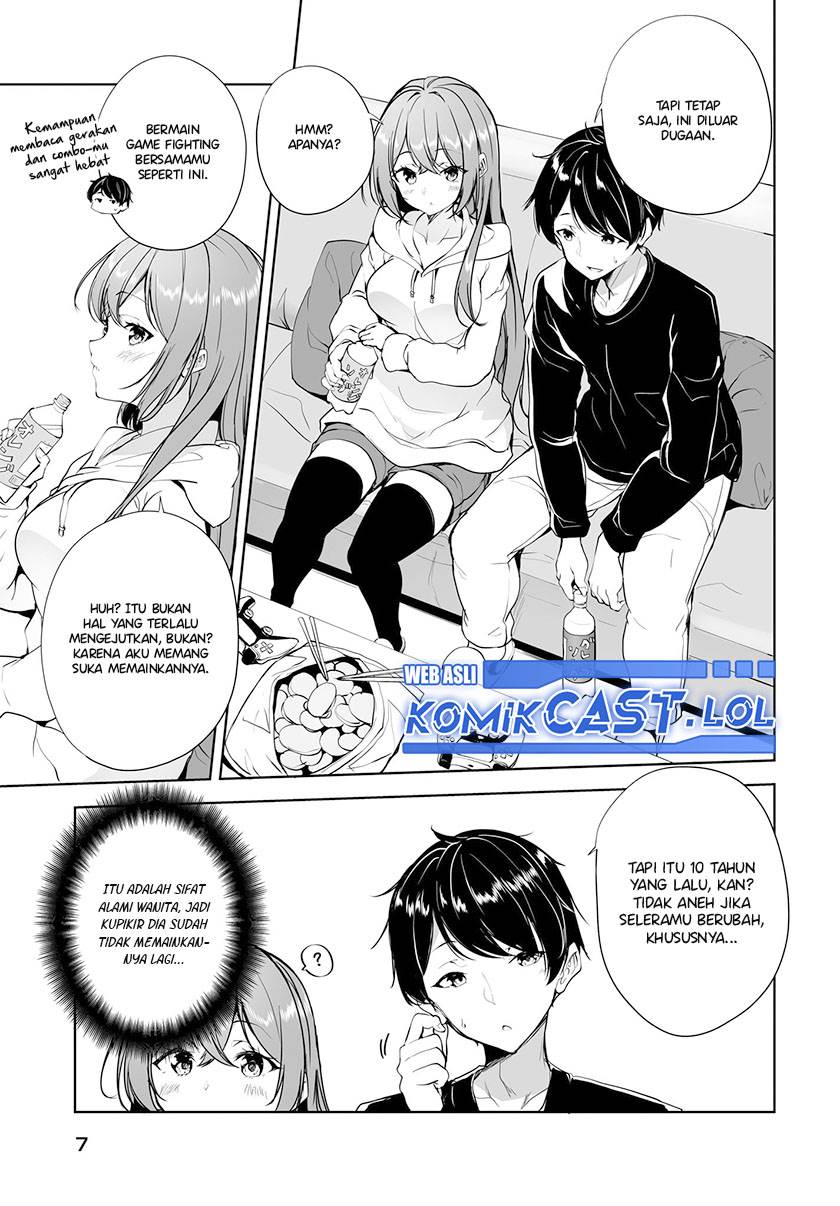 TAPI TETAP
SAJA, INI DILUAR
DUGAAN.
HMM?
APANYA?
BERMAIN
GAME FIGHTING
BERSAMAMU
SEPERTI INI.
Kemampuan
membaca gerakan
dan combo-mu
sangat hebat
HUH? ITU BUKAN
HAL YANG TERLALU
MENGEJUTKAN, BUKAN?
KARENA AKU MEMANG
SUKA MEMAINKANNYA.
WEB ASLI
KOMIKCAST.LOL
TAPI ITU 10 TAHUN
YANG LALU, KAN?
TIDAK ANEH JIKA
SELERAMU BERUBAH,
KHUSUSNYA...
ITU ADALAH SIFAT
ALAMI WANITA, JADI
KUPIKIR DIA SUDAH
TIDAK MEMAINKAN-
NYA LAGI...
?
7